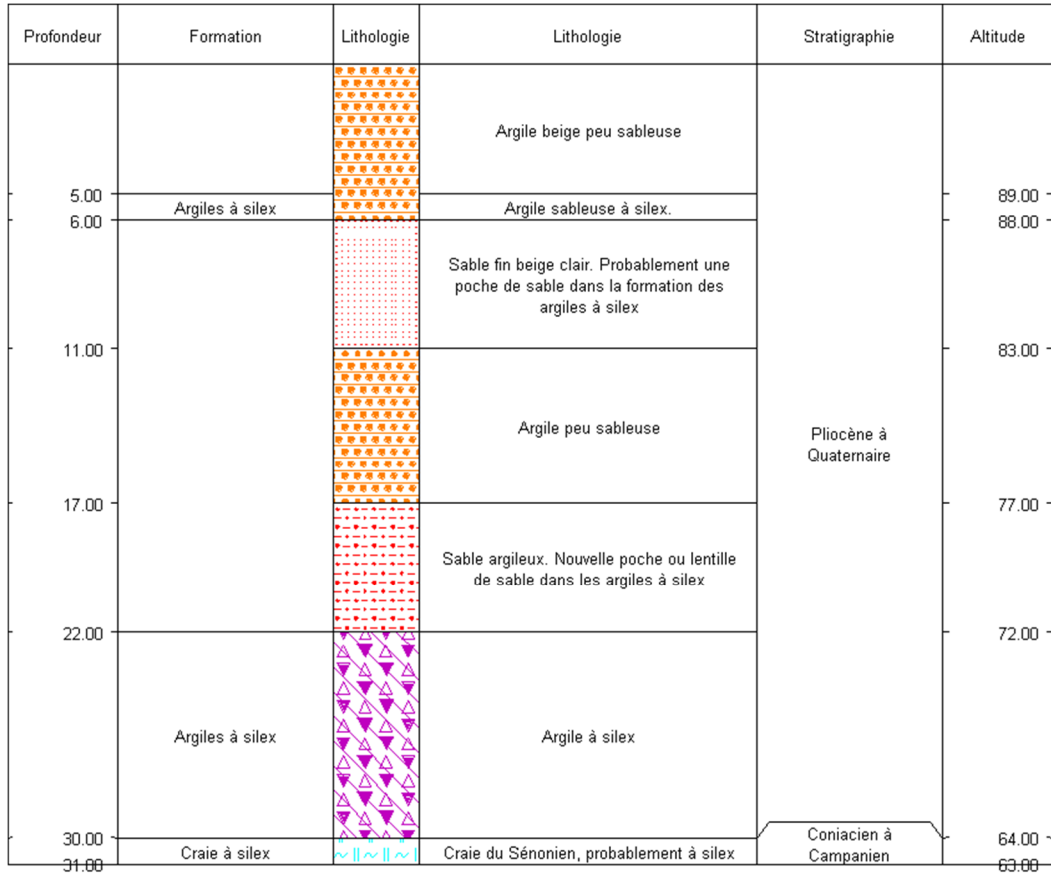 Profondeur Formation Lithologie Lithologie Stratigraphie Altitude
Argile beige peu sableuse
5.00 89.00
Argiles à silex Argile sableuse à silex.
6.00 88.00
Sable fin beige clair. Probablement une
poche de sable dans la formation des
argiles à silex
11.00 83.00
Argile peu sableuse
Pliocène à
Quaternaire
17.00 77.00
Sable argileux. Nouvelle poche ou lentille
de sable dans les argiles à silex
22.00 72.00
Argiles à silex Argile à silex
30.00 Coniacien à 64.00
Craie à silex Craie du Sénonien, probablement à silex Campanien
31.00 63.00